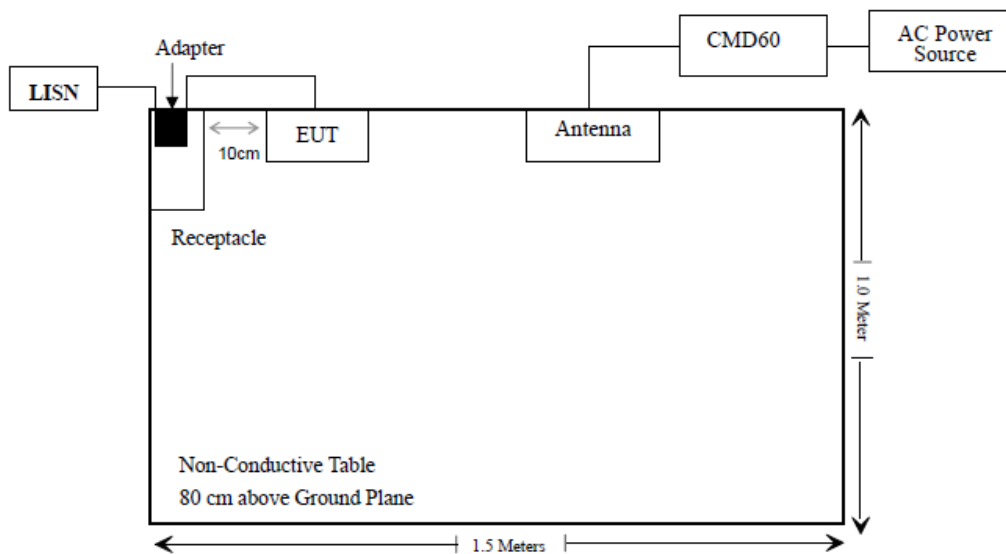 CMD60
AC Power
Source
Adapter
LISN
EUT
Antenna
10cm
Receptacle
1.0 Meter
Non-Conductive Table
80 cm above Ground Plane
1.5 Meters